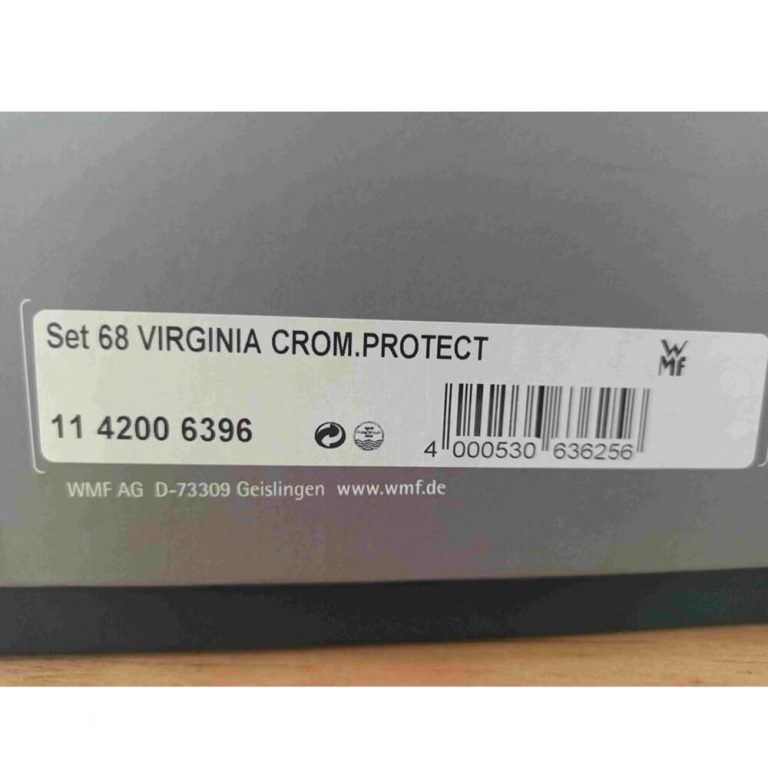 Set 68 VIRGINIA CROM.PROTECT
WMF
11 4200 6396
4 000530 636256
WMF AG D-73309 Geislingen www.wmf.de